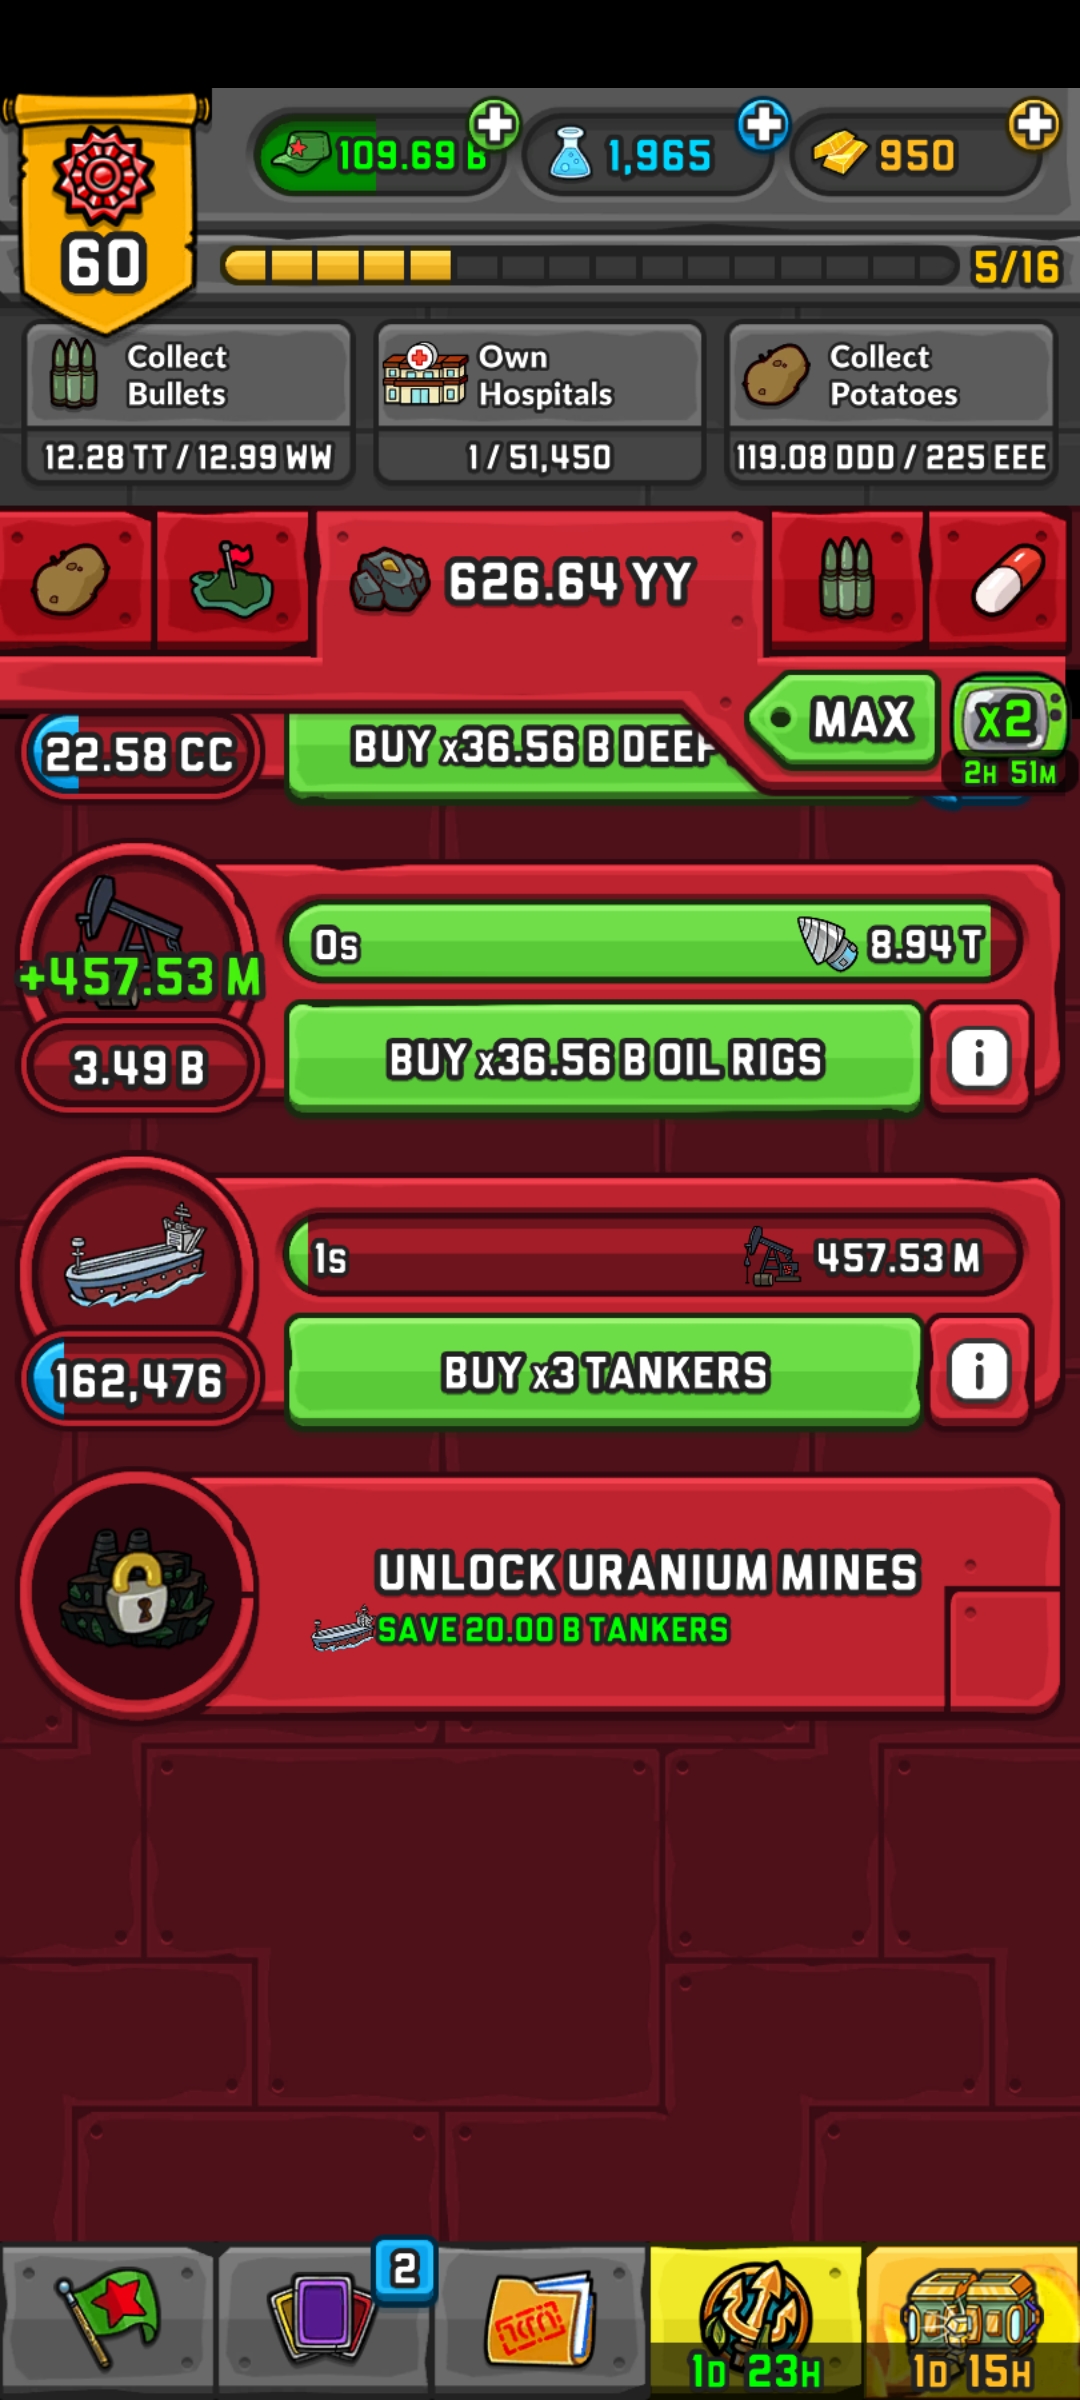 109.69 B
1,965
950
60
5/16
Collect
Bullets
12.28 TT / 12.99 WW
Own
Hospitals
1 / 51,450
Collect
Potatoes
119.08 DDD / 225 EEE
626.64 YY
MAX
x2
2H 51M
22.58 CC
BUY x36.56 B DEEP
0s
8.94 T
+457.53 M
3.49 B
BUY x36.56 B OIL RIGS
i
1s
457.53 M
162,476
BUY x3 TANKERS
i
UNLOCK URANIUM MINES
SAVE 20.00 B TANKERS
2
1D 23H
1D 15H